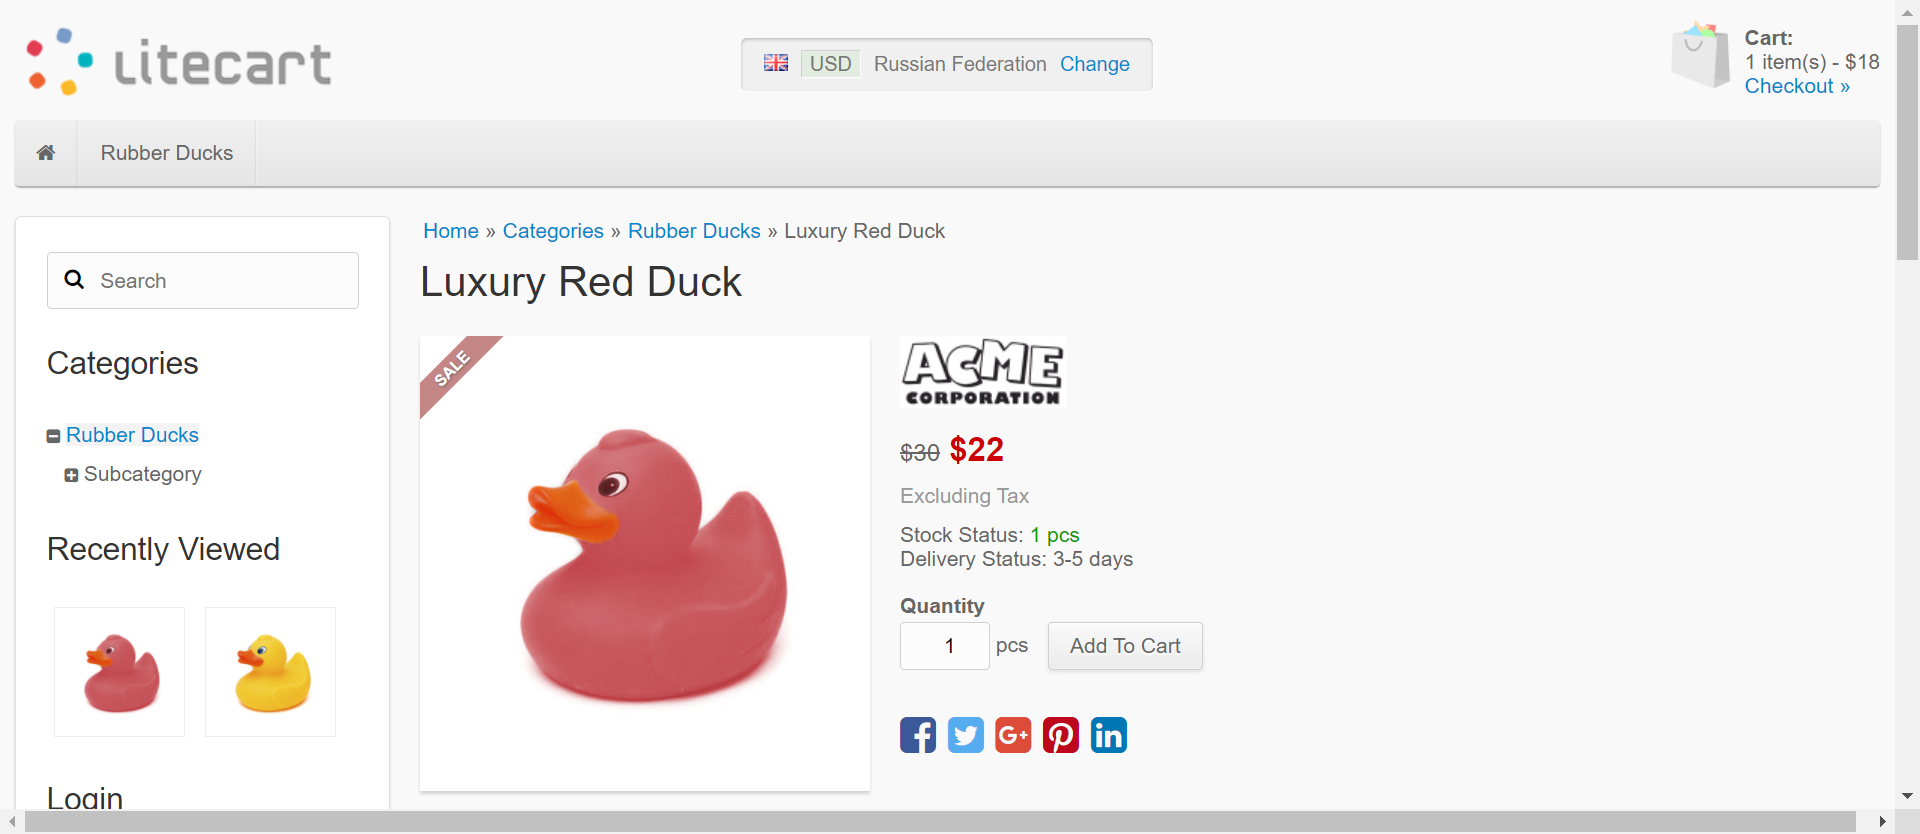 Litecart
USD Russian Federation Change
Cart:
1 item(s) - $18
Checkout »
Rubber Ducks
Home » Categories » Rubber Ducks » Luxury Red Duck
Luxury Red Duck
Search
Categories
Rubber Ducks
Subcategory
Recently Viewed
Login
SALE
ACME
CORPORATION
$30 $22
Excluding Tax
Stock Status: 1 pcs
Delivery Status: 3-5 days
Quantity
1 pcs Add To Cart
G+
in